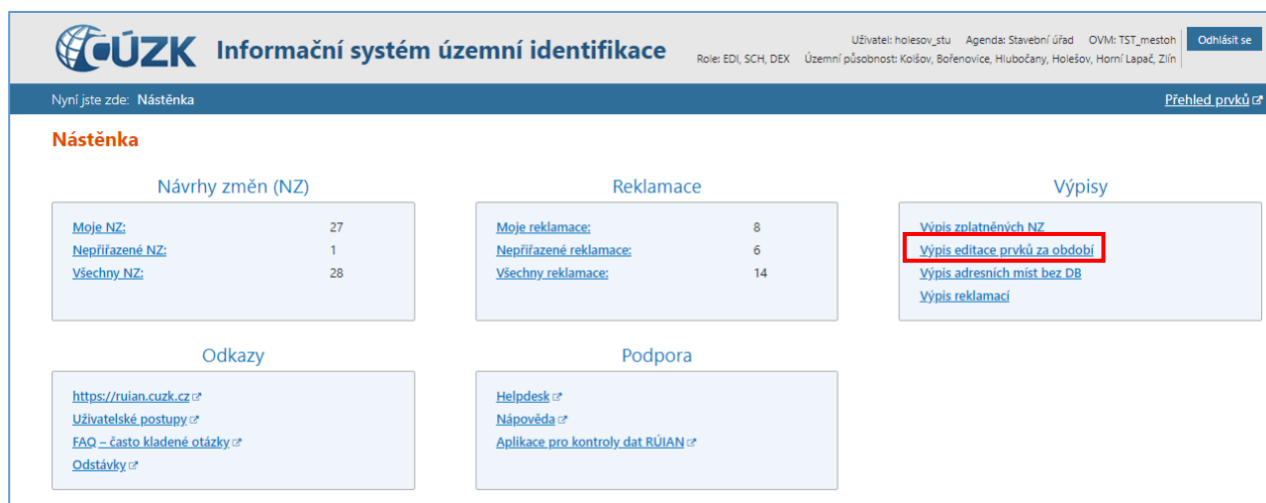 ČÚZK Informační systém územní identifikace
Uživatel: holesov_stu Agenda: Stavební úřad OVM: TST_mestoh
Role: EDI, SCH, DEX Územní působnost: Kolšov, Bořenovice, Hlubočany, Holešov, Horní Lapač, Zlín
Odhlásit se
Nyní jste zde: Nástěnka
Přehled prvků
Nástěnka
Návrhy změn (NZ)
Moje NZ: 27
Nepřiřazené NZ: 1
Všechny NZ: 28
Reklamace
Moje reklamace: 8
Nepřiřazené reklamace: 6
Všechny reklamace: 14
Výpisy
Výpis zplatněných NZ
Výpis editace prvků za období
Výpis adresních míst bez DB
Výpis reklamací
Odkazy
https://ruian.cuzk.cz
Uživatelské postupy
FAQ – často kladené otázky
Odstávky
Podpora
Helpdesk
Nápověda
Aplikace pro kontroly dat RÚIAN